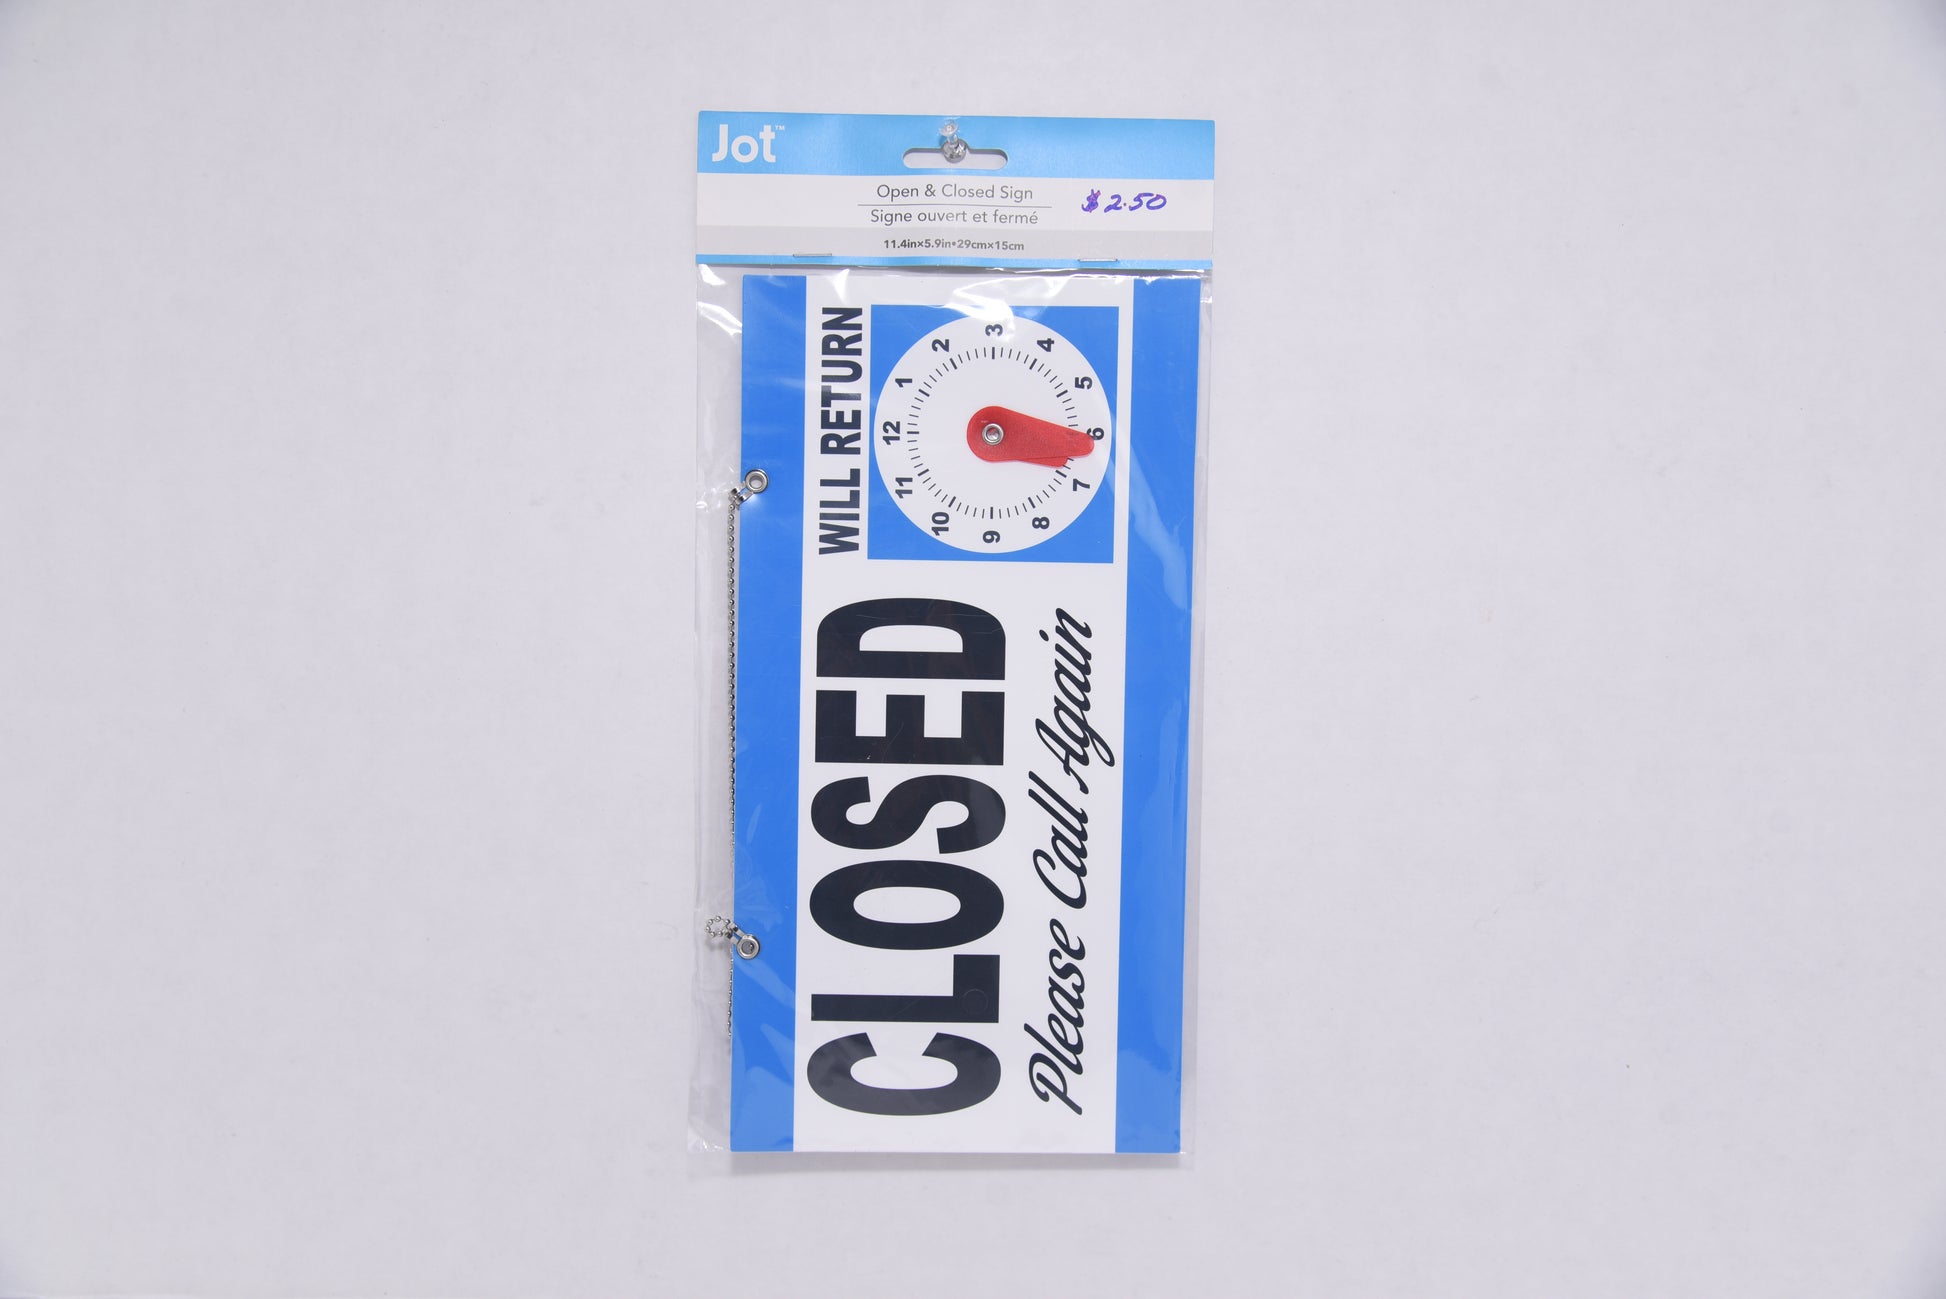 Jot™
Open & Closed Sign
$2.50
Signe ouvert et fermé
11.4in×5.9in•29cm×15cm
CLOSED
Please Call Again
WILL RETURN
12
1
2
3
4
5
6
7
8
9
10
11